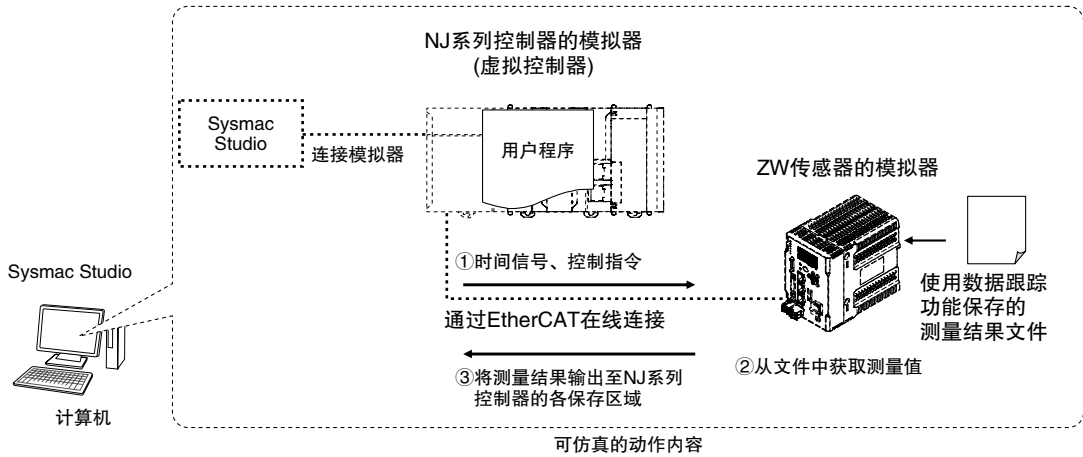 NJ系列控制器的模拟器
(虚拟控制器)
Sysmac
Studio
连接模拟器
用户程序
ZW传感器的模拟器
①时间信号、控制指令
Sysmac Studio
通过EtherCAT在线连接
使用数据跟踪
功能保存的
测量结果文件
②从文件中获取测量值
③将测量结果输出至NJ系列
控制器的各保存区域
计算机
可仿真的动作内容